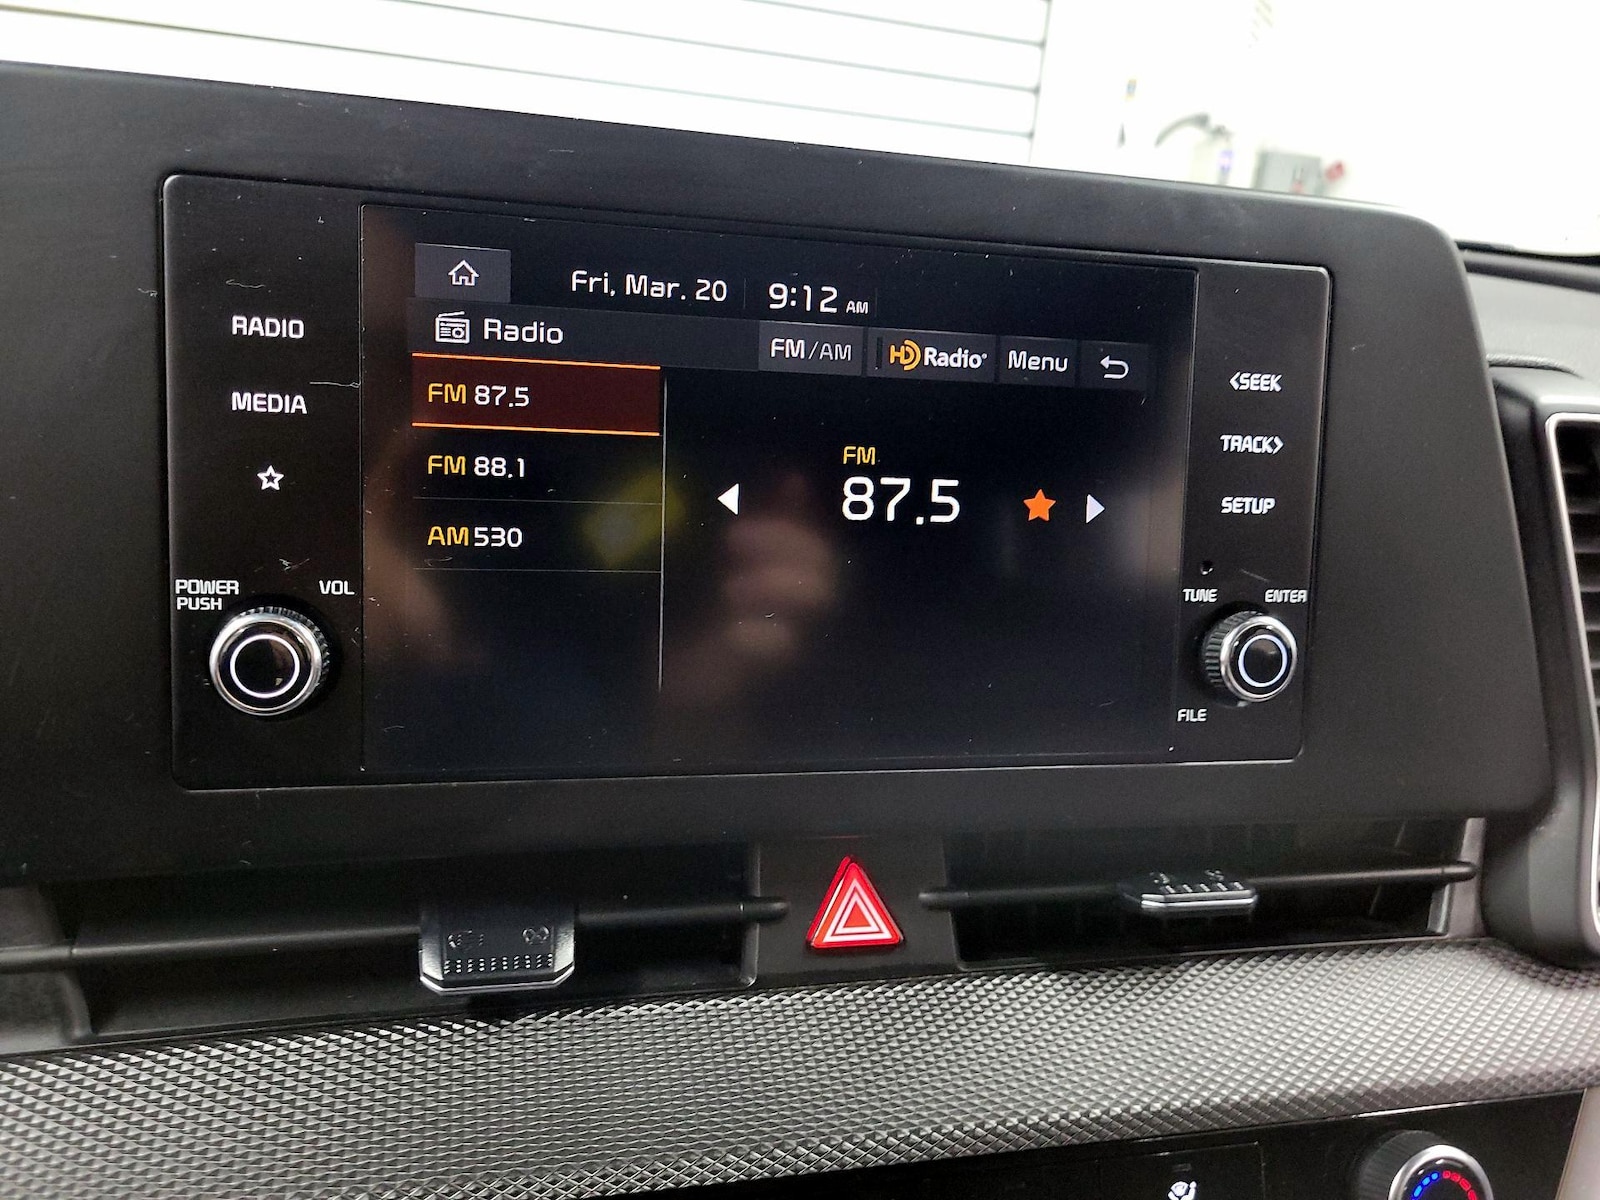 Fri, Mar. 20 9:12 AM
RADIO
Radio
FM/AM HD Radio Menu
MEDIA
FM 87.5
FM 88.1
AM 530
FM
87.5
<SEEK
TRACK>
SETUP
POWER
PUSH
VOL
TUNE
ENTER
FILE